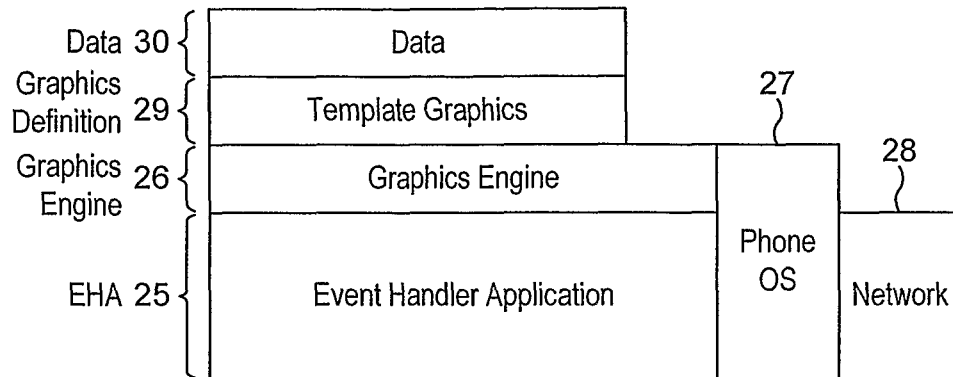 Data 30
Data
Graphics
Definition 29
Template Graphics
27
28
Graphics
Engine 26
Graphics Engine
Phone
OS
EHA 25
Event Handler Application
Network